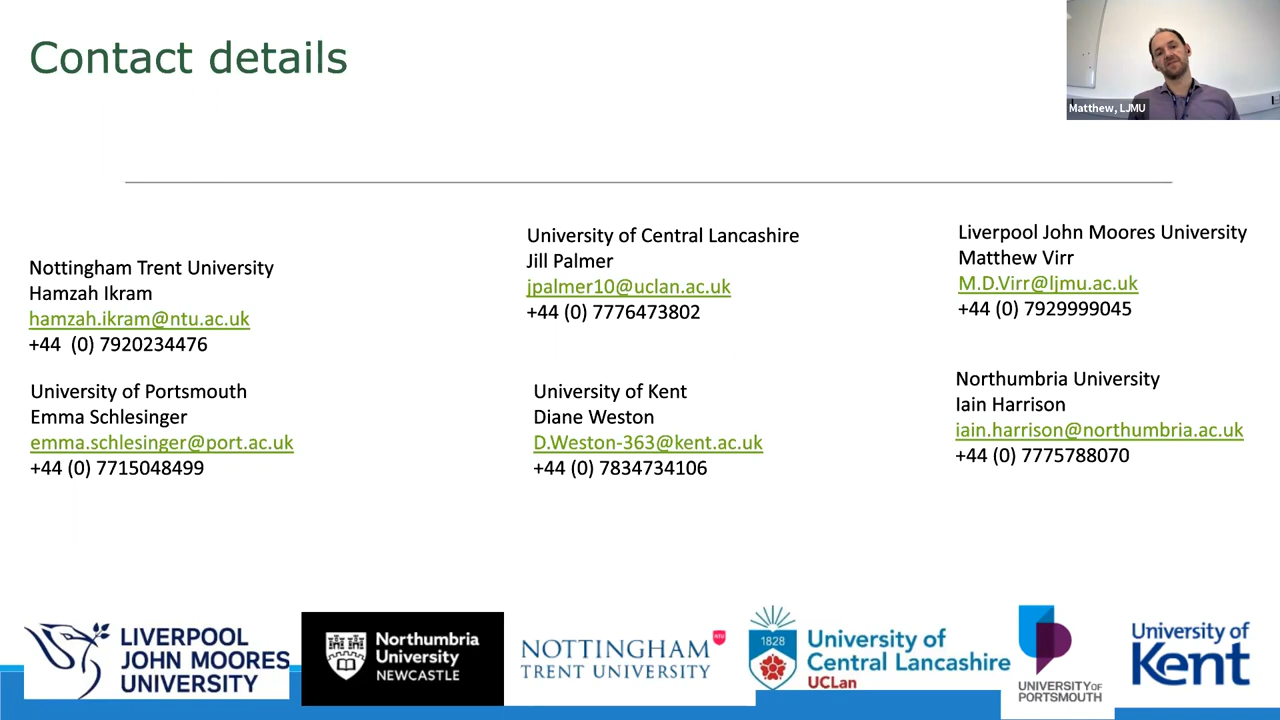 Contact details
Matthew, LJMU
Nottingham Trent University
Hamzah Ikram
hamzah.ikram@ntu.ac.uk
+44 (0) 7920234476
University of Central Lancashire
Jill Palmer
jpalmer10@uclan.ac.uk
+44 (0) 7776473802
Liverpool John Moores University
Matthew Virr
M.D.Virr@ljmu.ac.uk
+44 (0) 7929999045
University of Portsmouth
Emma Schlesinger
emma.schlesinger@port.ac.uk
+44 (0) 7715048499
University of Kent
Diane Weston
D.Weston-363@kent.ac.uk
+44 (0) 7834734106
Northumbria University
Iain Harrison
iain.harrison@northumbria.ac.uk
+44 (0) 7775788070
LIVERPOOL
JOHN MOORES
UNIVERSITY
Northumbria
University
NEWCASTLE
NOTTINGHAM
TRENT UNIVERSITY
NTU
1828
University of
Central Lancashire
UCLan
UNIVERSITY OF
PORTSMOUTH
University of
Kent